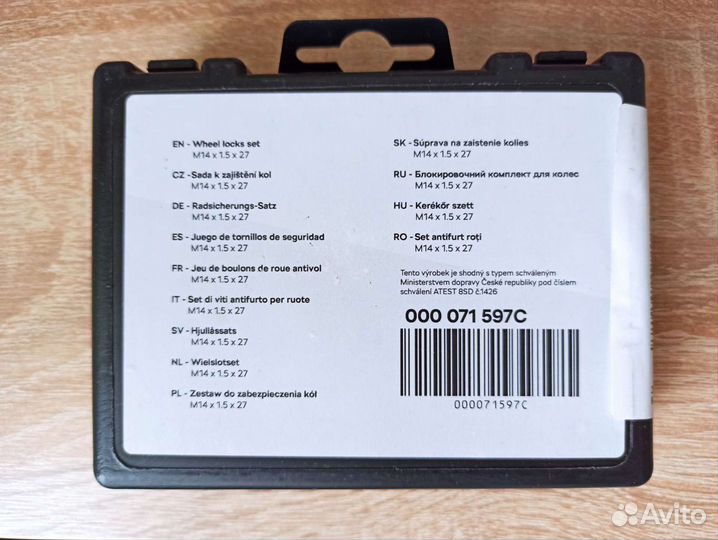 EN - Wheel locks set
M14 x 1.5 x 27
CZ - Sada k zajištění kol
M14 x 1.5 x 27
DE - Radsicherungs-Satz
M14 x 1.5 x 27
ES - Juego de tornillos de seguridad
M14 x 1.5 x 27
FR - Jeu de boulons de roue antivol
M14 x 1.5 x 27
IT - Set di viti antifurto per ruote
M14 x 1.5 x 27
SV - Hjullåssats
M14 x 1.5 x 27
NL - Wielslotset
M14 x 1.5 x 27
PL - Zestaw do zabezpieczenia kół
M14 x 1.5 x 27
SK - Súprava na zaistenie kolies
M14 x 1.5 x 27
RU - Блокировочний комплект для колес
M14 x 1.5 x 27
HU - Kerékőr szett
M14 x 1.5 x 27
RO - Set antifurt roți
M14 x 1.5 x 27
Tento výrobek je shodný s typem schváleným
Ministerstvem dopravy České republiky pod číslem
schválení ATEST 8SD č.1426
000 071 597C
000071597C
Avito